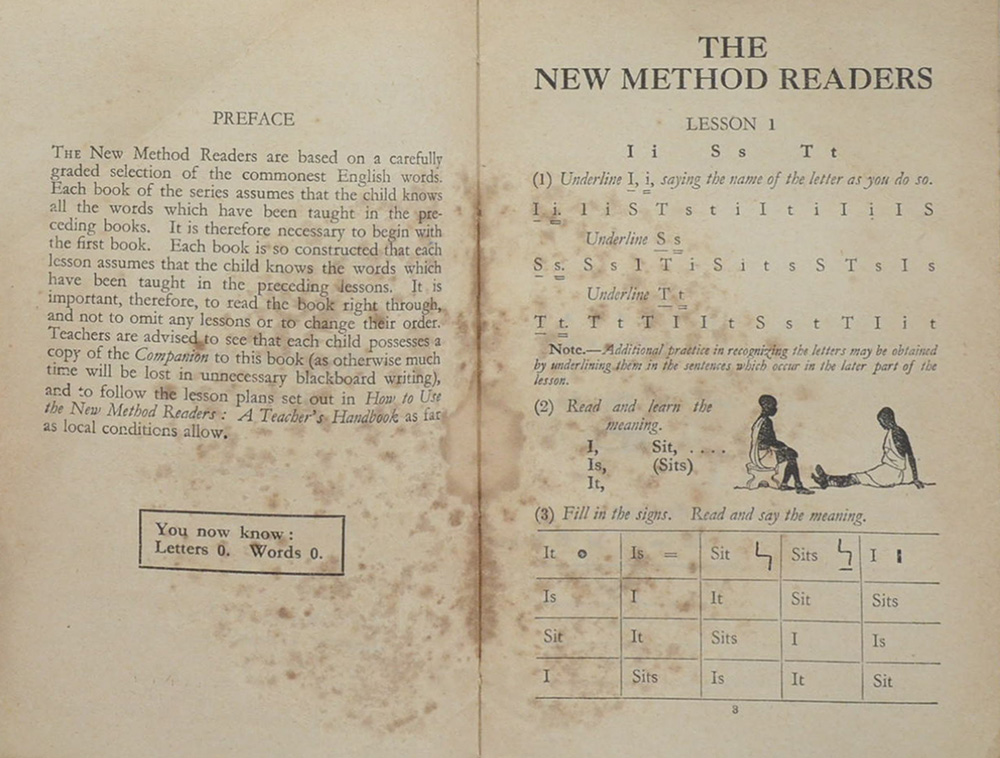 PREFACE
THE New Method Readers are based on a carefully
graded selection of the commonest English words.
Each book of the series assumes that the child knows
all the words which have been taught in the pre-
ceding books. It is therefore necessary to begin with
the first book. Each book is so constructed that each
lesson assumes that the child knows the words which
have been taught in the preceding lessons. It is
important, therefore, to read the book right through,
and not to omit any lessons or to change their order.
Teachers are advised to see that each child possesses a
copy of the Companion to this book (as otherwise much
time will be lost in unnecessary blackboard writing),
and to follow the lesson plans set out in How to Use
the New Method Readers : A Teacher's Handbook as far
as local conditions allow.
You now know :
Letters 0. Words 0.
THE
NEW METHOD READERS
LESSON 1
I i S s T t
(1) Underline I, i, saying the name of the letter as you do so.
I i. l i S T s t i I t i I i I S
Underline S s
S s. S s l T i S i t s S T s I s
Underline T t
T t. T t T I I t S s t T I i t
Note.—Additional practice in recognizing the letters may be obtained
by underlining them in the sentences which occur in the later part of the
lesson.
(2) Read and learn the
meaning.
I, Sit, . . . .
Is, (Sits)
It,
(3) Fill in the signs. Read and say the meaning.
It Is = Sit Sits I
Is I It Sit Sits
Sit It Sits I Is
I Sits Is It Sit
3